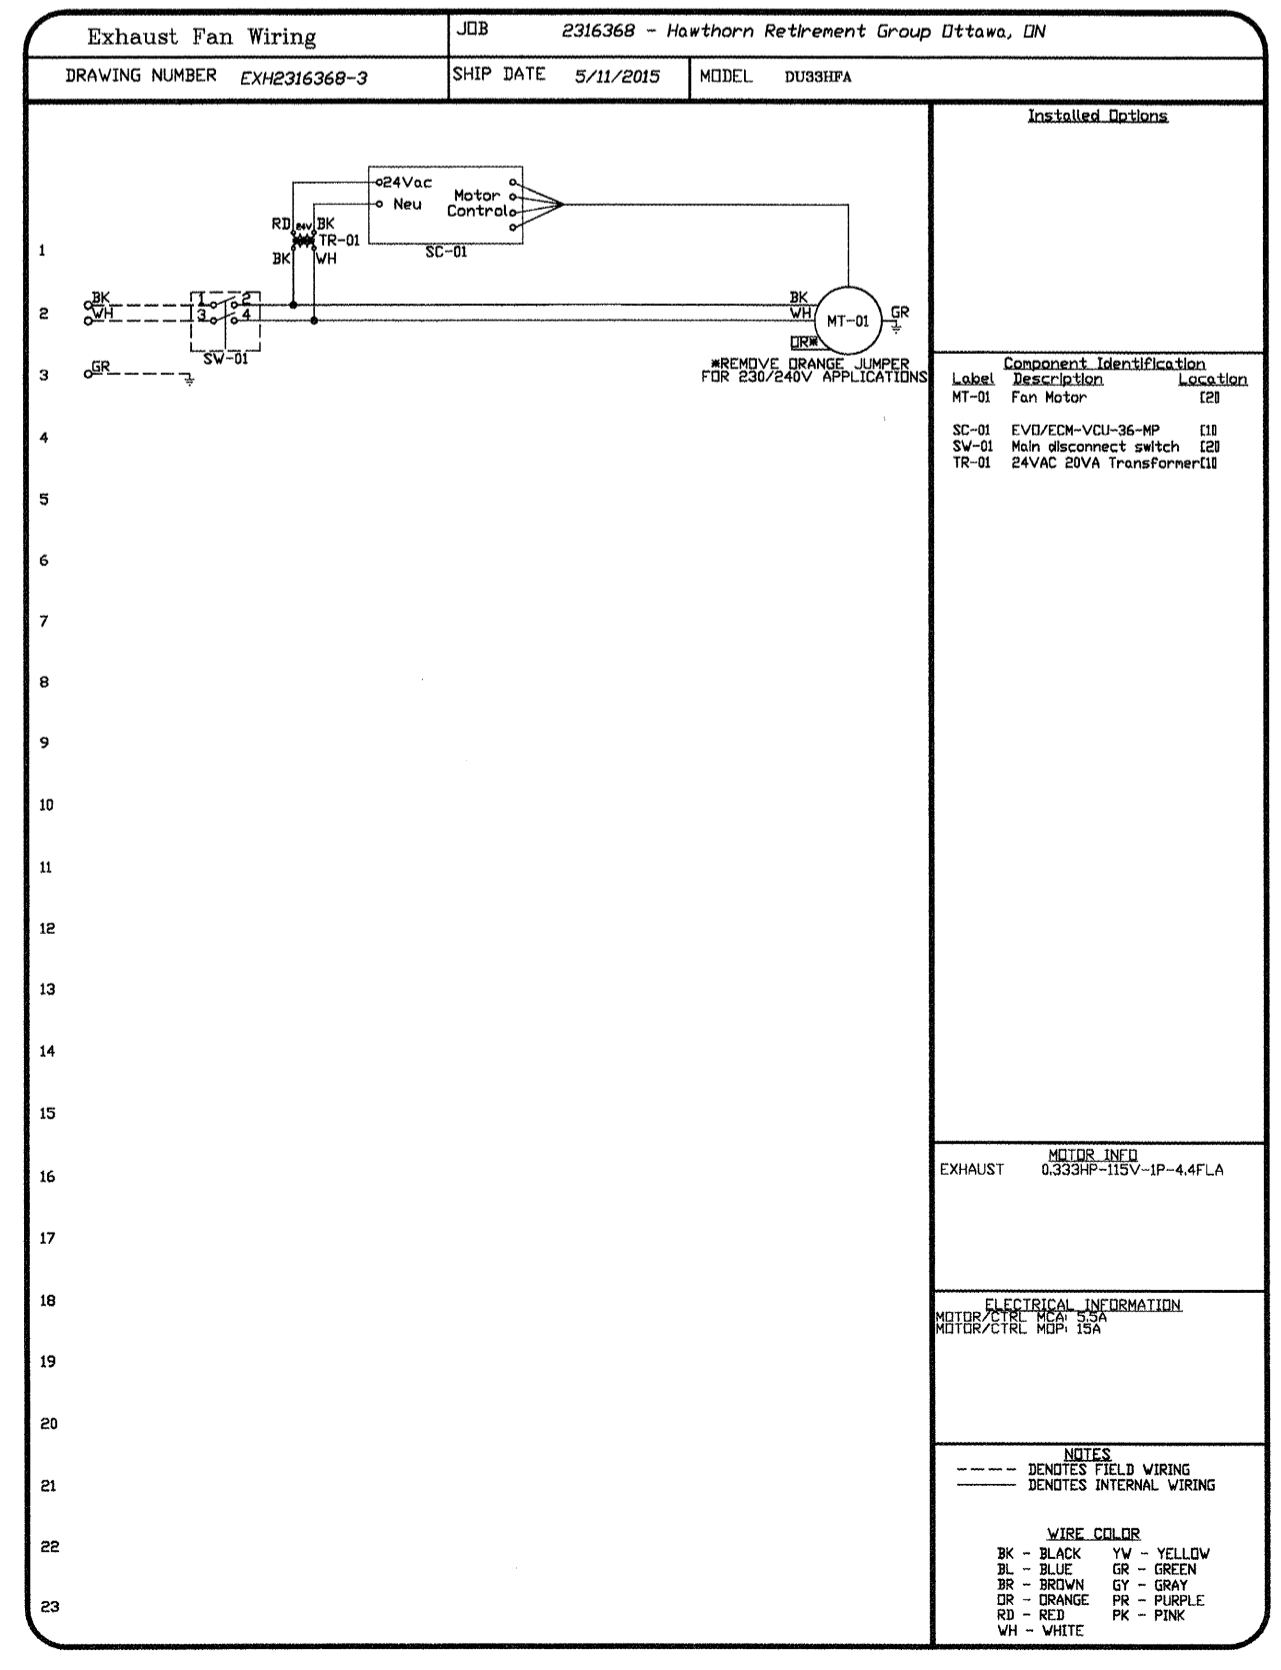 Exhaust Fan Wiring
JOB 2316368 - Hawthorn Retirement Group Ottawa, ON
DRAWING NUMBER EXH2316368-3
SHIP DATE 5/11/2015
MODEL DU33HFA
Installed Options
24Vac
Neu
Motor
Control
SC-01
RD 24V BK
TR-01
BK WH
1
2
3
BK
WH
1 2
3 4
SW-01
GR
BK
WH
OR*
MT-01
GR
*REMOVE ORANGE JUMPER
FOR 230/240V APPLICATIONS
Component Identification
Label Description Location
MT-01 Fan Motor [2]
SC-01 EVO/ECM-VCU-36-MP [1]
SW-01 Main disconnect switch [2]
TR-01 24VAC 20VA Transformer[1]
4
5
6
7
8
9
10
11
12
13
14
15
16
17
18
19
20
21
22
23
MOTOR INFO
EXHAUST 0.333HP-115V-1P-4.4FLA
ELECTRICAL INFORMATION
MOTOR/CTRL MCA: 5.5A
MOTOR/CTRL MOP: 15A
NOTES
DENOTES FIELD WIRING
DENOTES INTERNAL WIRING
WIRE COLOR
BK - BLACK YW - YELLOW
BL - BLUE GR - GREEN
BR - BROWN GY - GRAY
OR - ORANGE PR - PURPLE
RD - RED PK - PINK
WH - WHITE